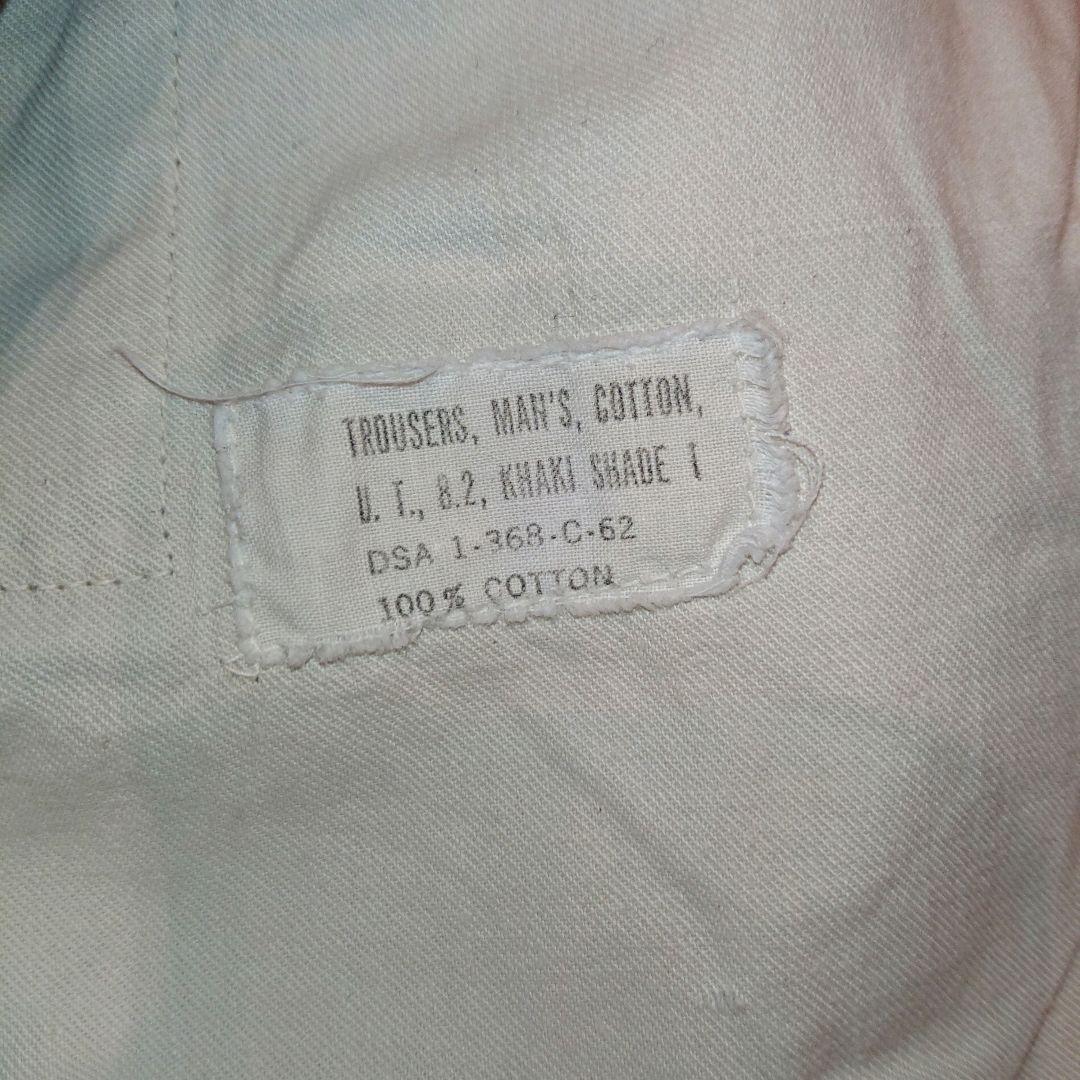 TROUSERS, MAN'S, COTTON,
U. T., 8.2, KHAKI SHADE 1
DSA 1-368-C-62
100% COTTON